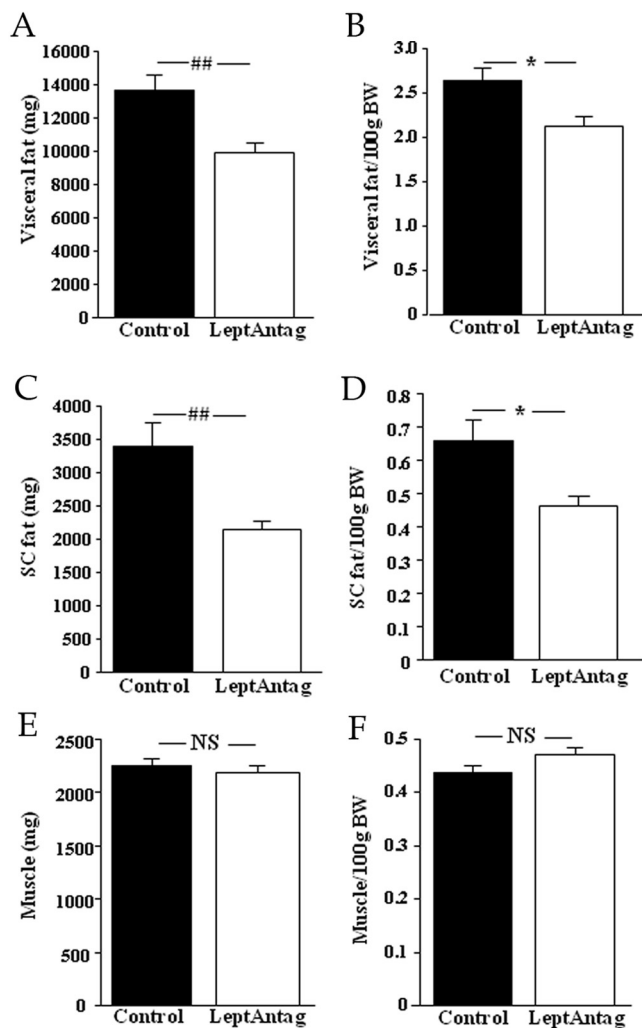 A
Visceral fat (mg)
16000
14000
12000
10000
8000
6000
4000
2000
0
##
Control LeptAntag
B
Visceral fat/100g BW
3.0
2.5
2.0
1.5
1.0
0.5
0.0
*
Control LeptAntag
C
SC fat (mg)
4000
3500
3000
2500
2000
1500
1000
500
0
##
Control LeptAntag
D
SC fat/100g BW
0.8
0.7
0.6
0.5
0.4
0.3
0.2
0.1
0
*
Control LeptAntag
E
Muscle (mg)
2500
2000
1500
1000
500
0
NS
Control LeptAntag
F
Muscle/100g BW
0.5
0.4
0.3
0.2
0.1
0
NS
Control LeptAntag